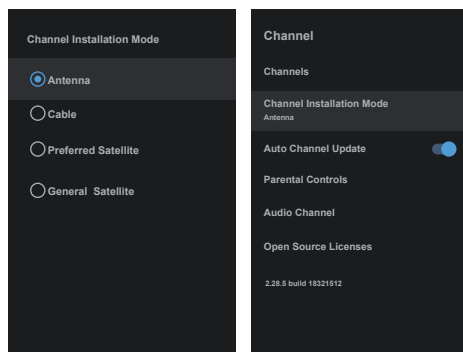 Channel Installation Mode
Antenna
Cable
Preferred Satellite
General Satellite
Channel
Channels
Channel Installation Mode
Antenna
Auto Channel Update
Parental Controls
Audio Channel
Open Source Licenses
2.28.5 build 18321512